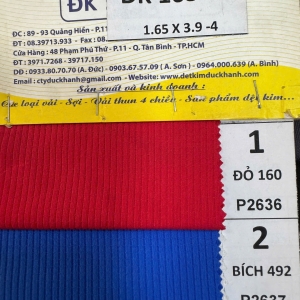 ĐK
1.65 X 3.9 -4
ĐC : 89 - 93 Quảng Hiền - P.11
ĐT : 08.39713.933 - Fax : 08.
Cửa Hàng : 48 Phạm Phú Thứ - P.11 - Q. Tân Bình - TP.HCM
ĐT : 3971.7268 - 39717.150
DĐ : 0933.80.70.70 (A. Đức) - 0903.67.57.09 ( A. Sơn ) - 0964.000.639 (A. Bình)
Email : ctyduckhanh@gmail.com - Website: www.detkimduckhanh.com
Sản xuất và kinh doanh :
Các loại vải - Sợi - Vải thun 4 chiều - Sản phẩm dệt kim...
1
ĐỎ 160
P2636
2
BÍCH 492
P2637